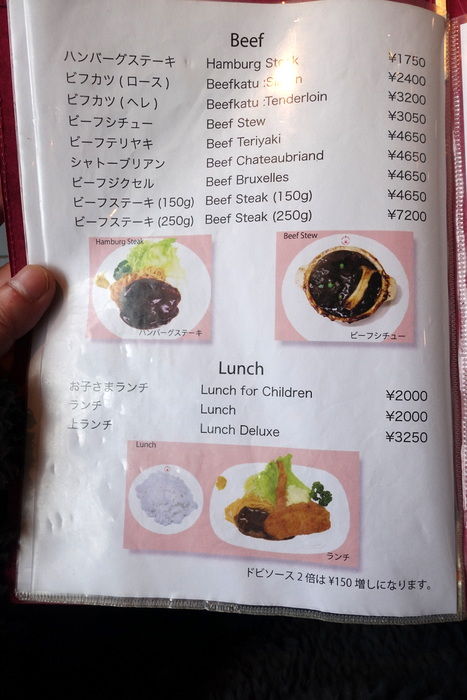 Beef
ハンバーグステーキ Hamburg Steak ¥1750
ビフカツ ( ロース ) Beefkatu ¥2400
ビフカツ ( ヘレ ) Beefkatu :Tenderloin ¥3200
ビーフシチュー Beef Stew ¥3050
ビーフテリヤキ Beef Teriyaki ¥4650
シャトーブリアン Beef Chateaubriand ¥4650
ビーフジクセル Beef Bruxelles ¥4650
ビーフステーキ (150g) Beef Steak (150g) ¥4650
ビーフステーキ (250g) Beef Steak (250g) ¥7200
Hamburg Steak
ハンバーグステーキ
Beef Stew
ビーフシチュー
Lunch
お子さまランチ Lunch for Children ¥2000
ランチ Lunch ¥2000
上ランチ Lunch Deluxe ¥3250
Lunch
ランチ
ドビソース 2 倍は ¥150 増しになります。